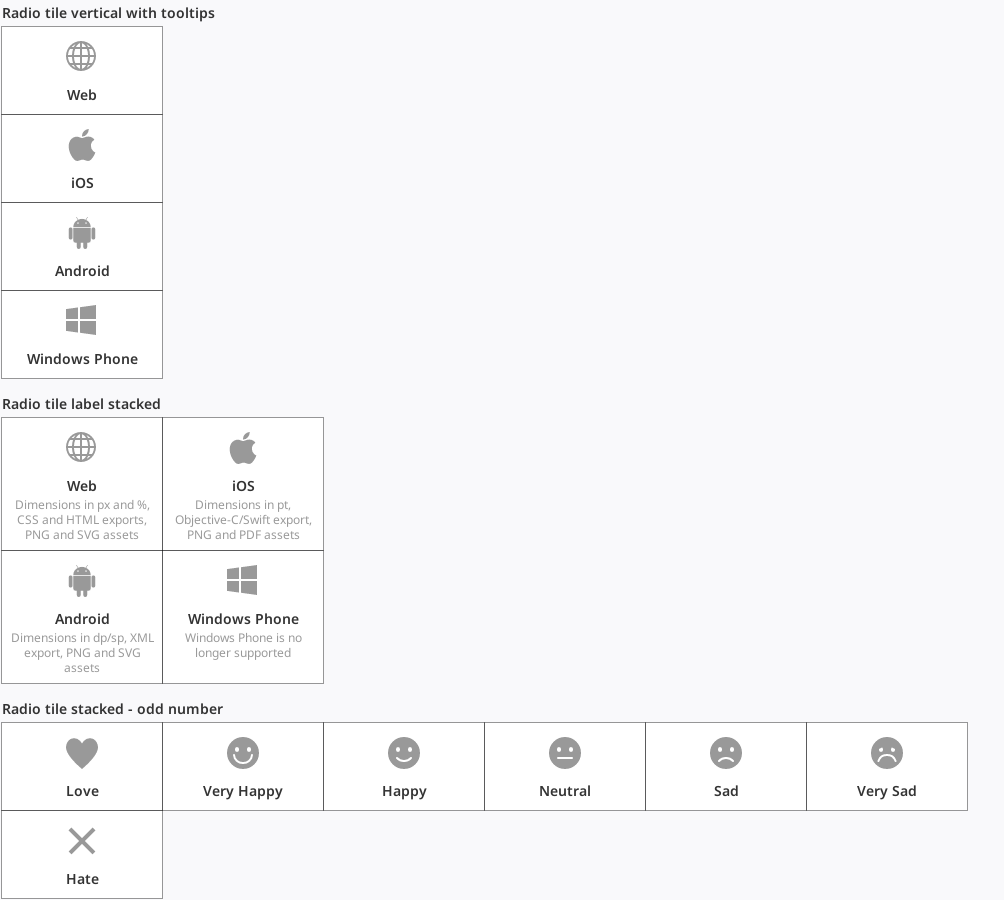 Radio tile vertical with tooltips
Web
iOS
Android
Windows Phone
Radio tile label stacked
Web
Dimensions in px and %,
CSS and HTML exports,
PNG and SVG assets
iOS
Dimensions in pt,
Objective-C/Swift export,
PNG and PDF assets
Android
Dimensions in dp/sp, XML
export, PNG and SVG
assets
Windows Phone
Windows Phone is no
longer supported
Radio tile stacked - odd number
Love
Very Happy
Happy
Neutral
Sad
Very Sad
Hate